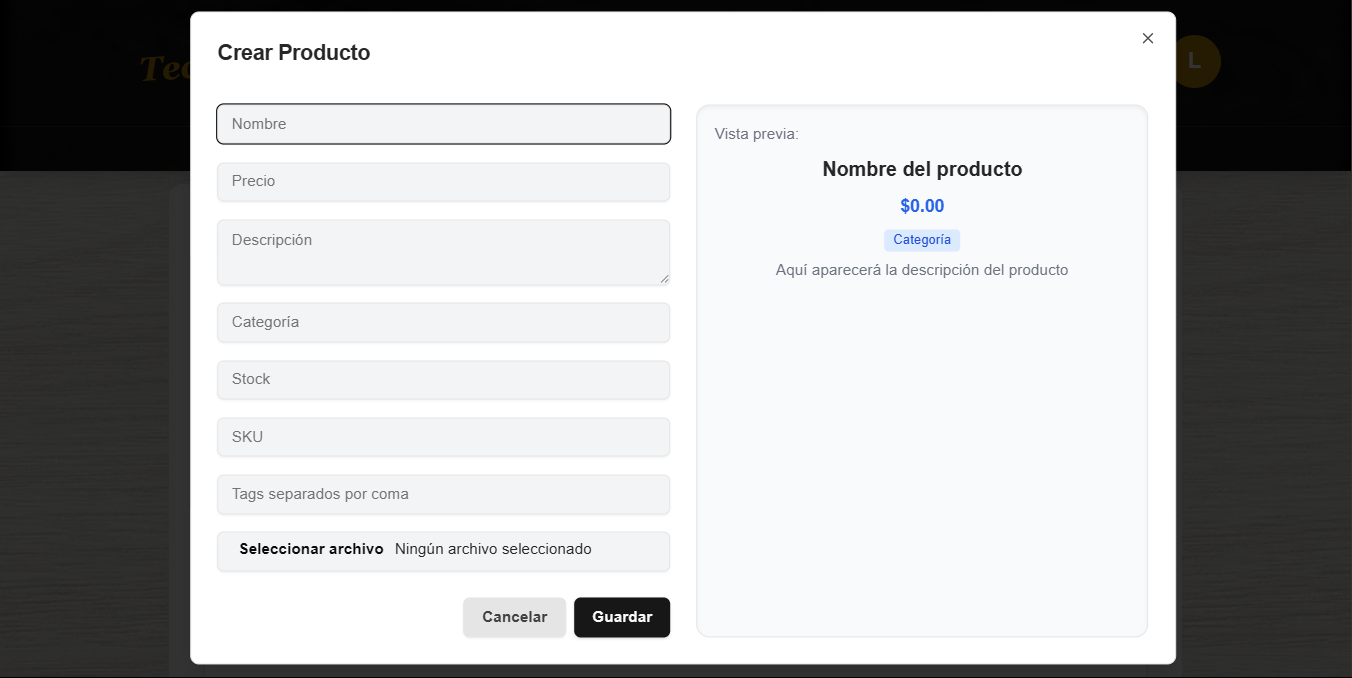 Crear Producto
L
Nombre
Precio
Descripción
Categoría
Stock
SKU
Tags separados por coma
Seleccionar archivo Ningún archivo seleccionado
Cancelar Guardar
Vista previa:
Nombre del producto
$0.00
Categoría
Aquí aparecerá la descripción del producto